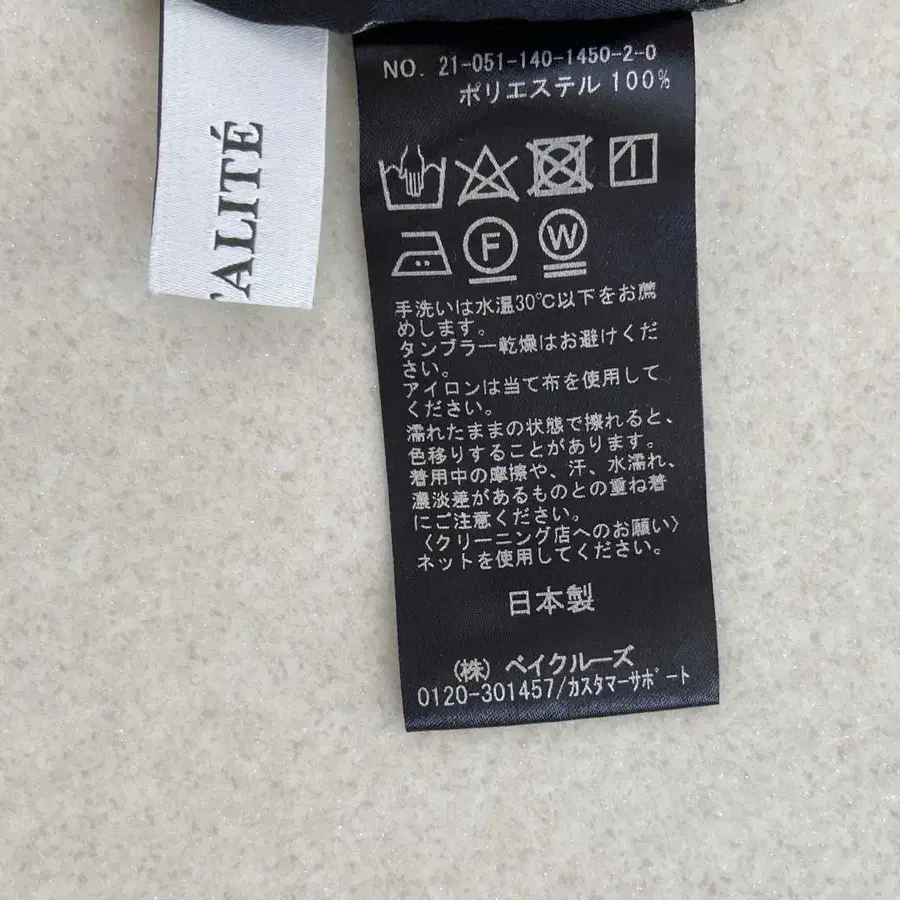 TALITÉ
NO. 21-051-140-1450-2-0
ポリエステル 100%
F W
手洗いは水温30℃以下をお薦
めします。
タンブラー乾燥はお避けくだ
さい。
アイロンは当て布を使用して
ください。
濡れたままの状態で擦れると、
色移りすることがあります。
着用中の摩擦や、汗、水濡れ、
濃淡差があるものとの重ね着
にご注意ください。
〈クリーニング店へのお願い〉
ネットを使用してください。
日本製
(株) ベイクルーズ
0120-301457/カスタマーサポート